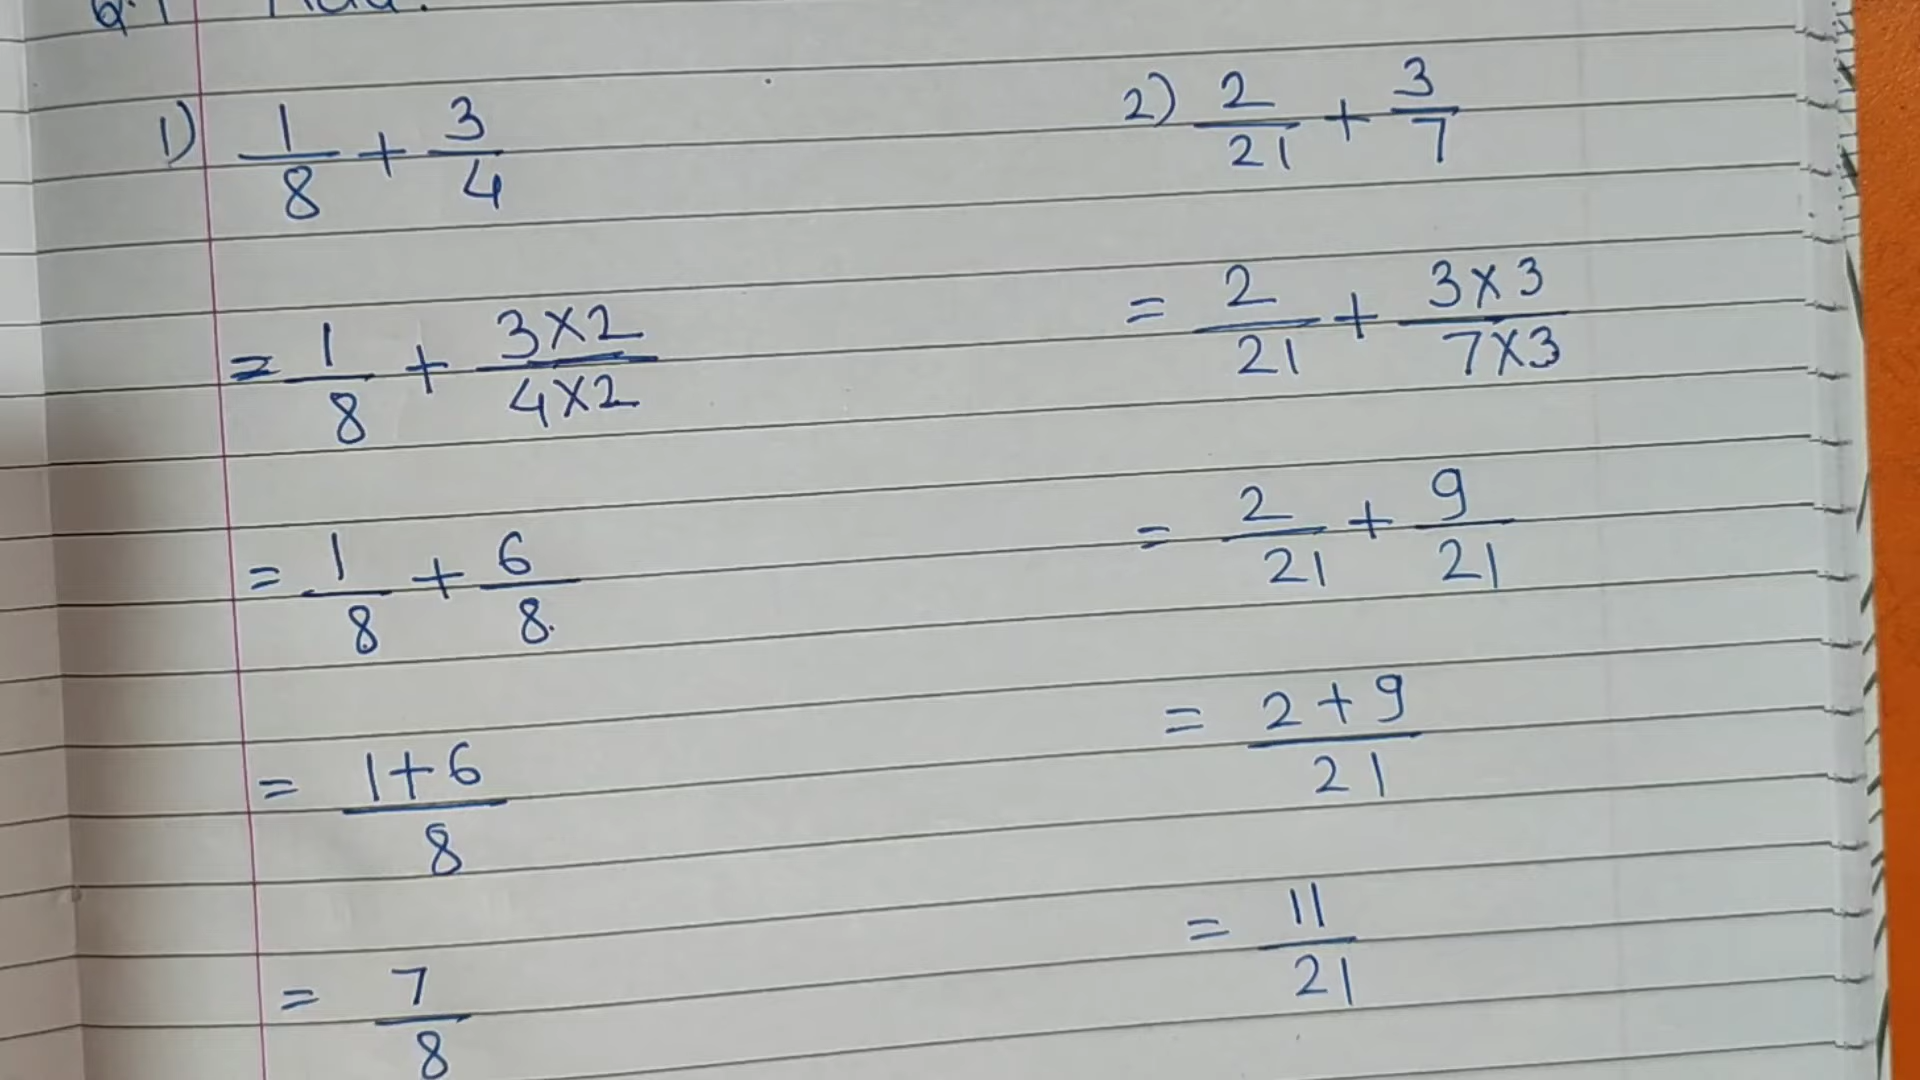 Q.1 Add.
1) 1/8 + 3/4
= 1/8 + 3×2/4×2
= 1/8 + 6/8.
= 1+6/8
= 7/8
2) 2/21 + 3/7
= 2/21 + 3×3/7×3
= 2/21 + 9/21
= 2+9/21
= 11/21